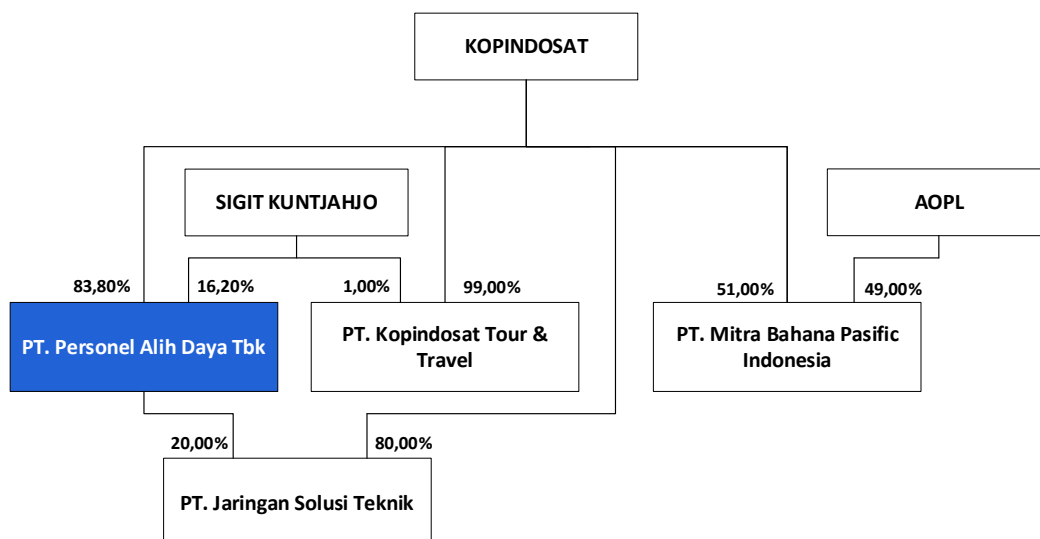 KOPINDOSAT
SIGIT KUNTJAHJO
AOPL
83,80%
16,20%
1,00%
99,00%
51,00%
49,00%
PT. Personel Alih Daya Tbk
PT. Kopindosat Tour &
Travel
PT. Mitra Bahana Pasific
Indonesia
20,00%
80,00%
PT. Jaringan Solusi Teknik